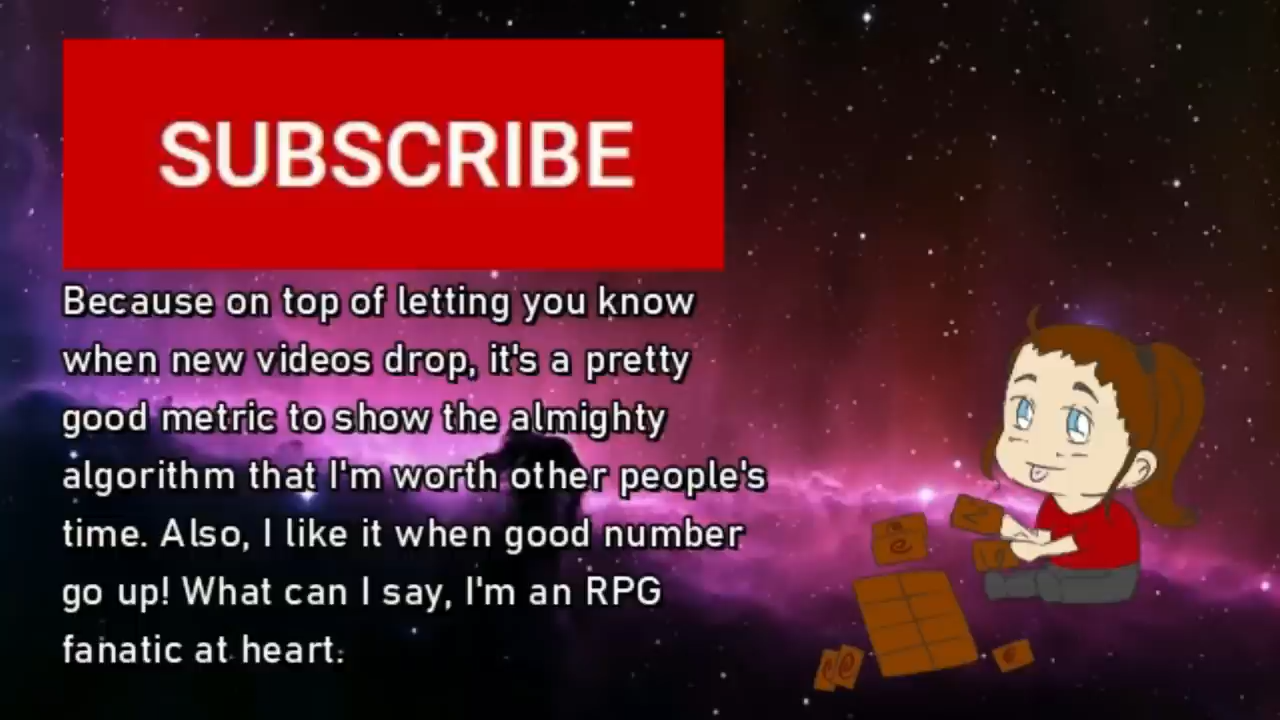 SUBSCRIBE
Because on top of letting you know
when new videos drop, it's a pretty
good metric to show the almighty
algorithm that I'm worth other people's
time. Also, I like it when good number
go up! What can I say, I'm an RPG
fanatic at heart.